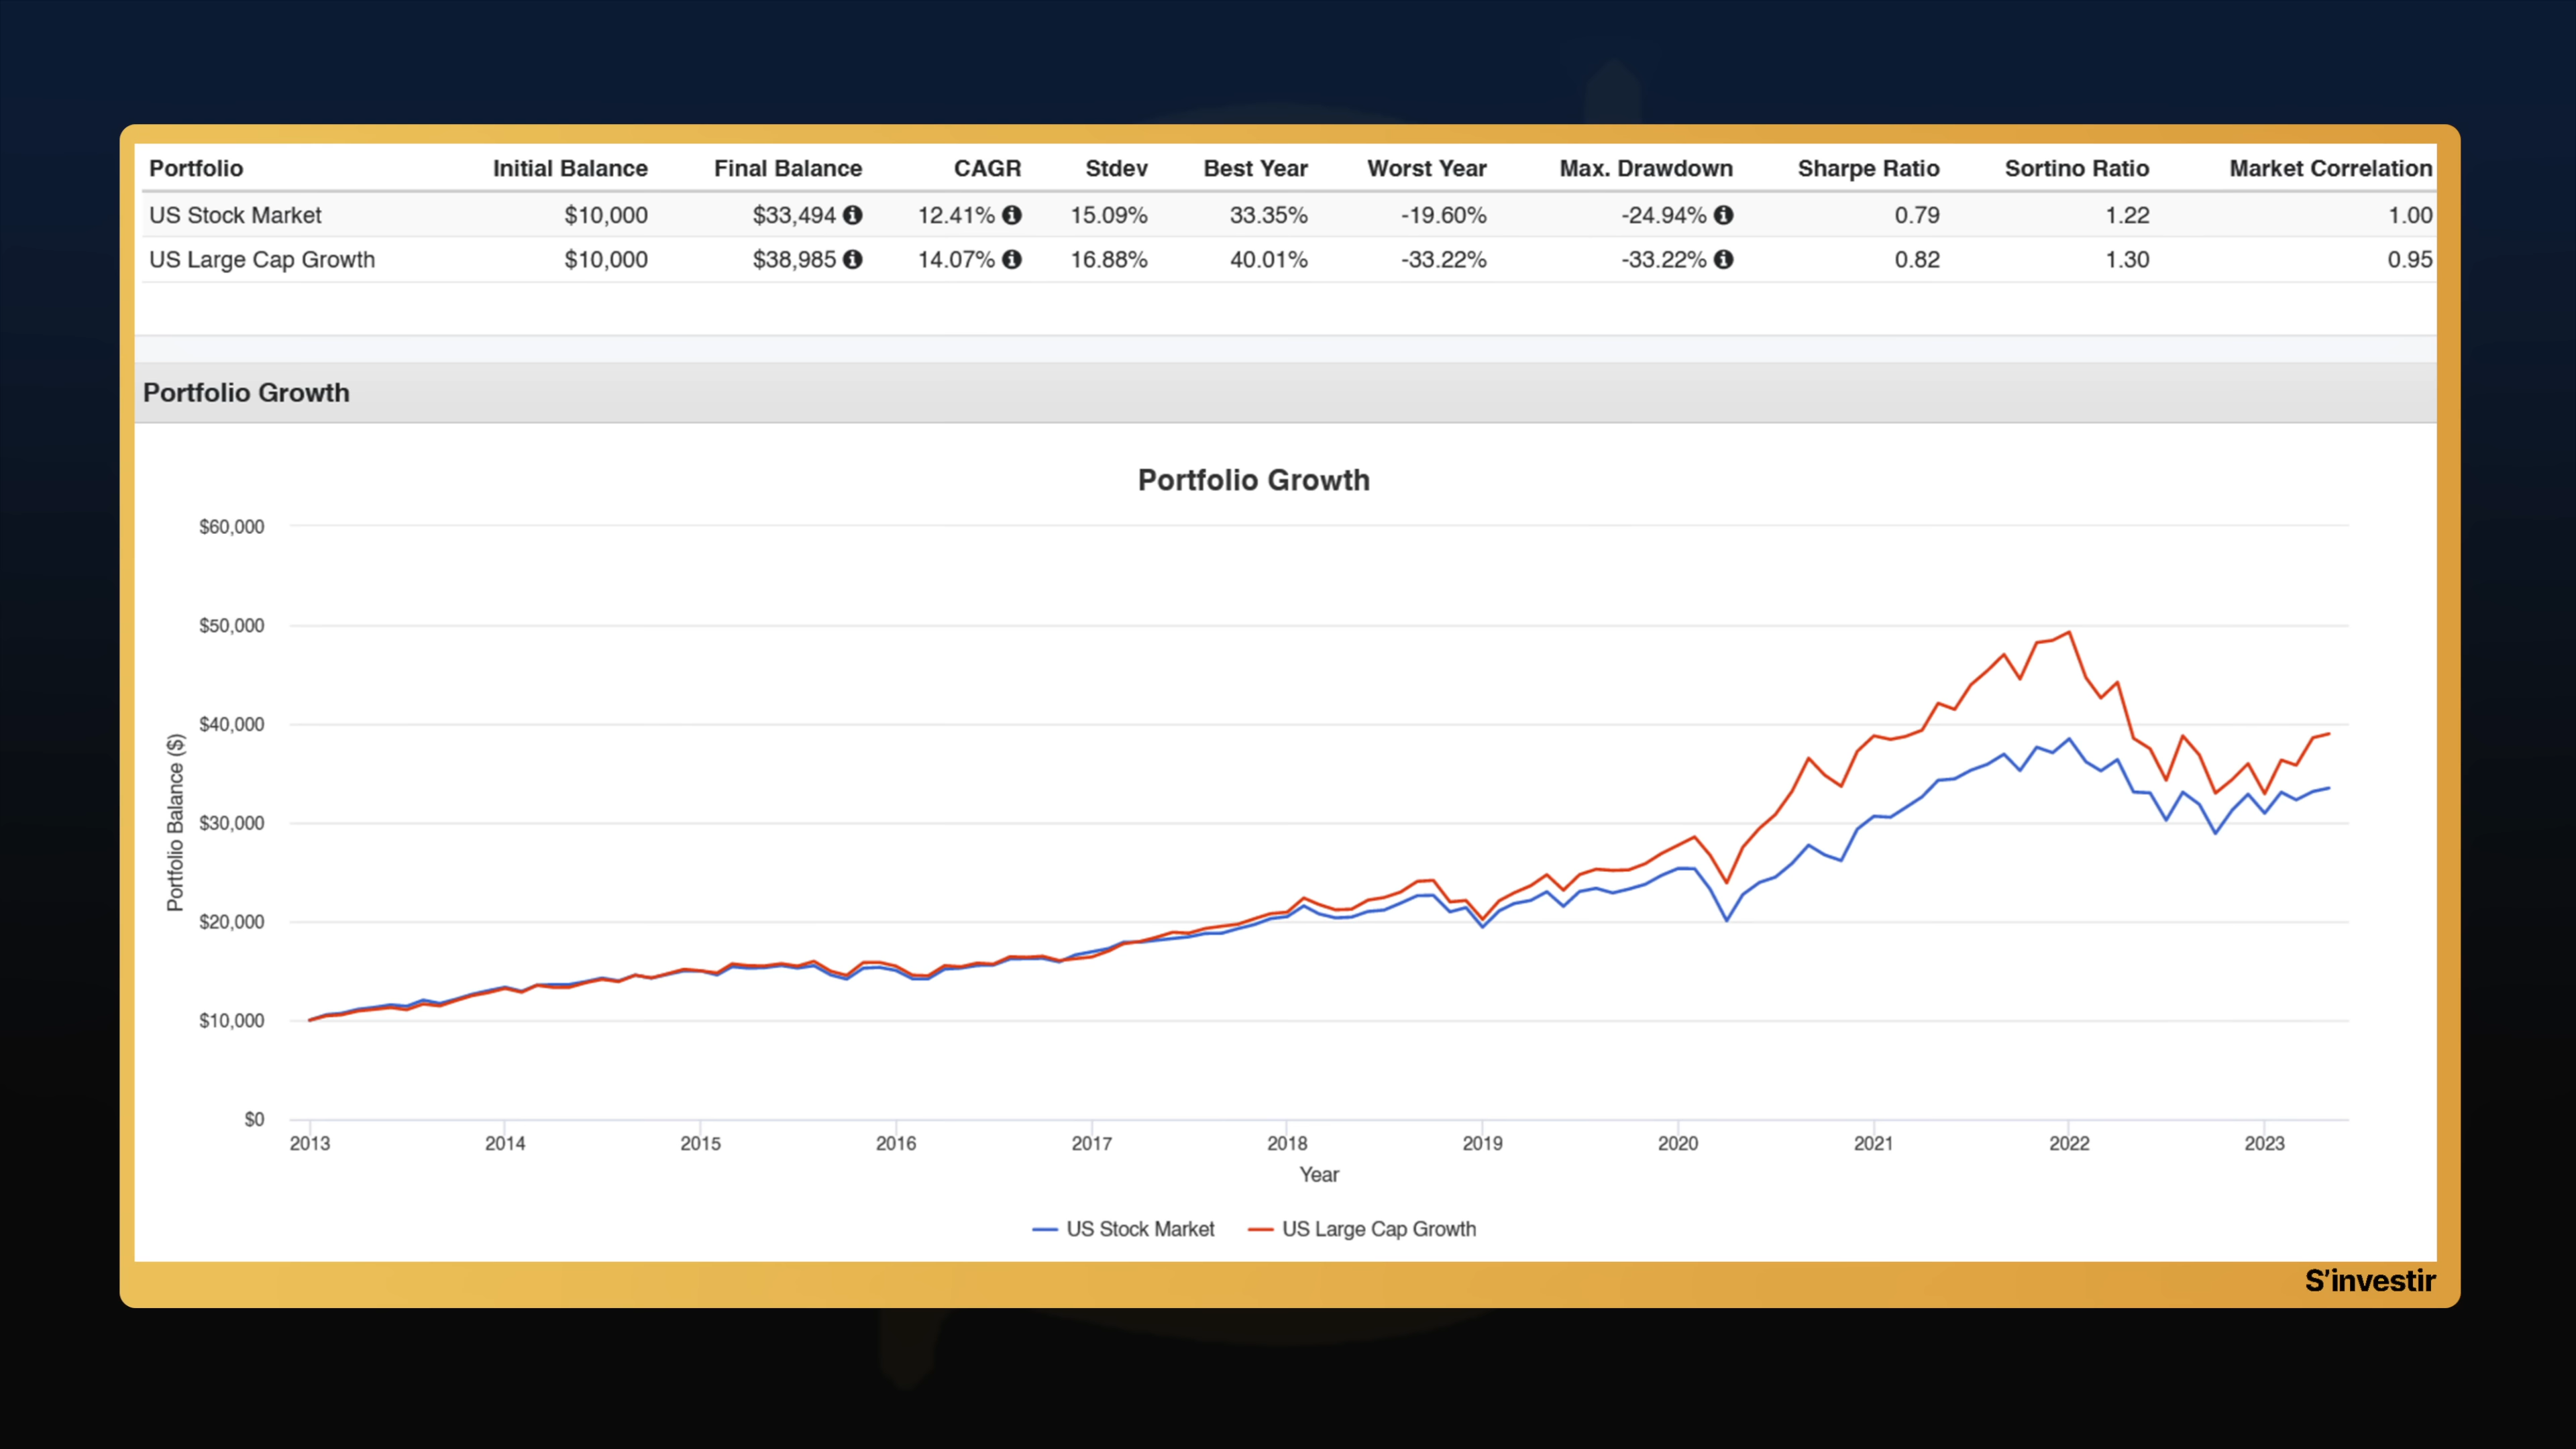 Portfolio Initial Balance Final Balance CAGR Stdev Best Year Worst Year Max. Drawdown Sharpe Ratio Sortino Ratio Market Correlation
US Stock Market $10,000 $33,494 12.41% 15.09% 33.35% -19.60% -24.94% 0.79 1.22 1.00
US Large Cap Growth $10,000 $38,985 14.07% 16.88% 40.01% -33.22% -33.22% 0.82 1.30 0.95
Portfolio Growth
Portfolio Growth
Portfolio Balance ($)
$60,000
$50,000
$40,000
$30,000
$20,000
$10,000
$0
2013 2014 2015 2016 2017 2018 2019 2020 2021 2022 2023
Year
US Stock Market US Large Cap Growth
S'investir